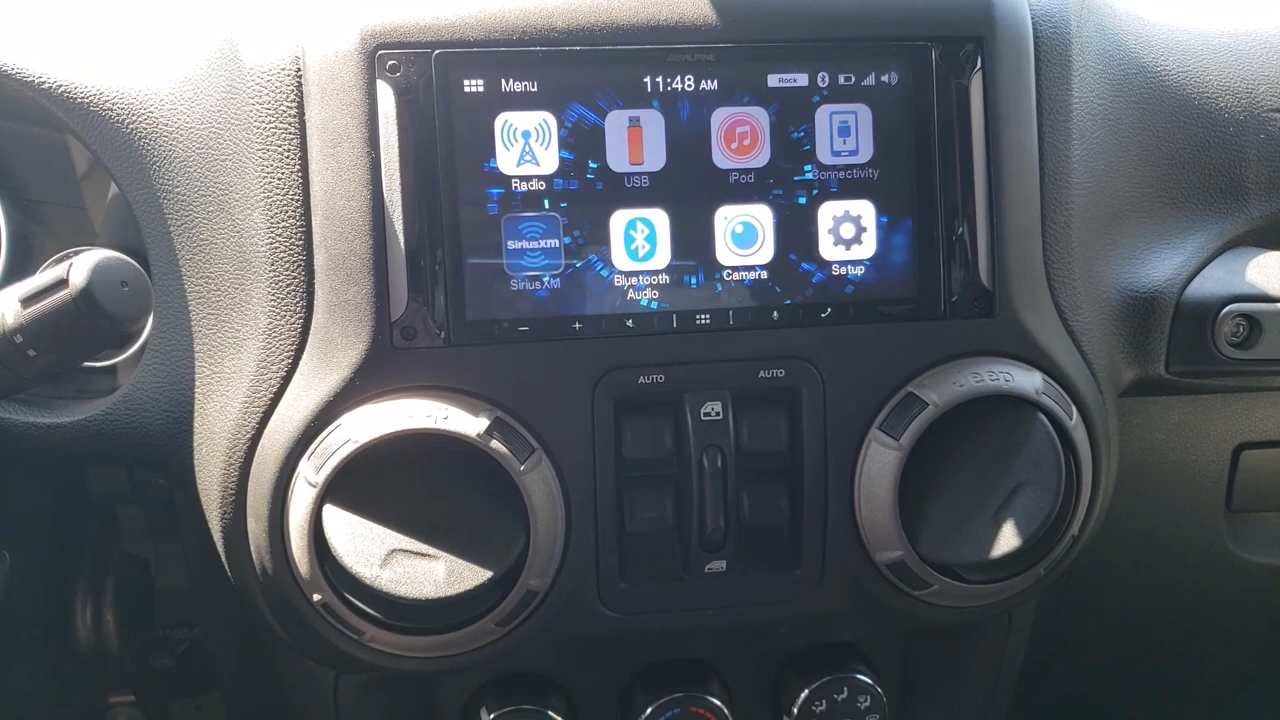 ALPINE
Menu
11:48 AM
Rock
Radio
USB
iPod
Connectivity
SiriusXM
SiriusXM
Bluetooth
Audio
Camera
Setup
AUTO
AUTO
Jeep